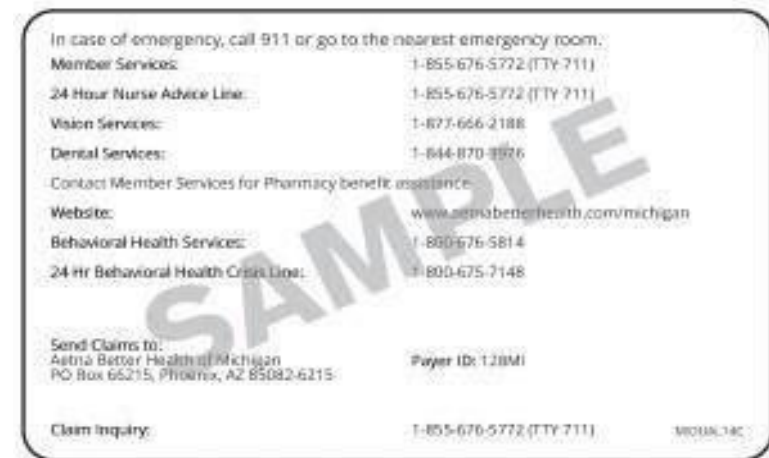 In case of emergency, call 911 or go to the nearest emergency room.
Member Services: 1-855-676-5772 (TTY 711)
24 Hour Nurse Advice Line: 1-855-676-5772 (TTY 711)
Vision Services: 1-877-666-2188
Dental Services: 1-844-870-3976
Contact Member Services for Pharmacy benefit assistance
Website: www.aetnabetterhealth.com/michigan
Behavioral Health Services: 1-800-676-5814
24 Hr Behavioral Health Crisis Line: 1-800-675-7148
SAMPLE
Send Claims to:
Aetna Better Health of Michigan
PO Box 66215, Phoenix, AZ 85082-6215
Payer ID: 128MI
Claim Inquiry: 1-855-676-5772 (TTY 711)